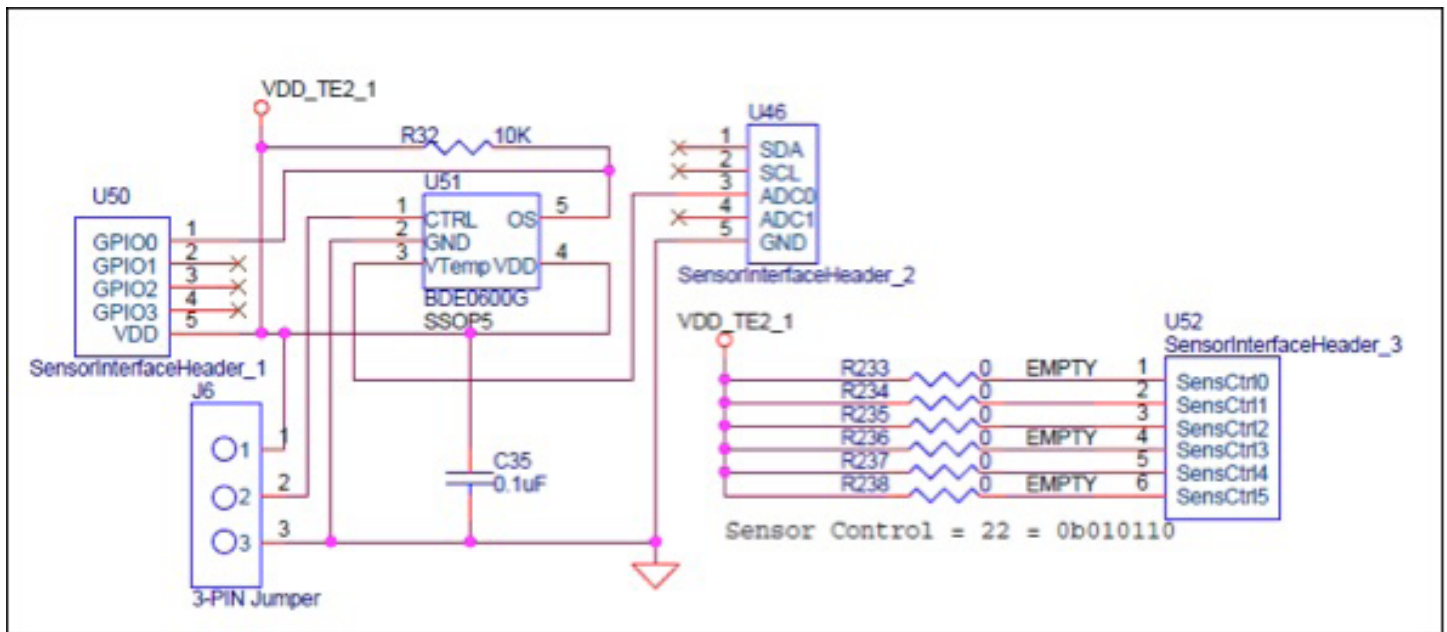 VDD_TE2_1
R32 10K
U50
1 GPIO0
2 GPIO1
3 GPIO2
4 GPIO3
5 VDD
SensorInterfaceHeader_1
U51
1 CTRL OS 5
2 GND
3 VTemp VDD 4
BDE0600G
SSOP5
U46
1 SDA
2 SCL
3 ADC0
4 ADC1
5 GND
SensorInterfaceHeader_2
J6
1 1
2 2
3 3
3-PIN Jumper
C35
0.1uF
VDD_TE2_1
U52
SensorInterfaceHeader_3
R233 0 EMPTY 1 SensCtrl0
R234 0 2 SensCtrl1
R235 0 3 SensCtrl2
R236 0 EMPTY 4 SensCtrl3
R237 0 5 SensCtrl4
R238 0 EMPTY 6 SensCtrl5
Sensor Control = 22 = 0b010110